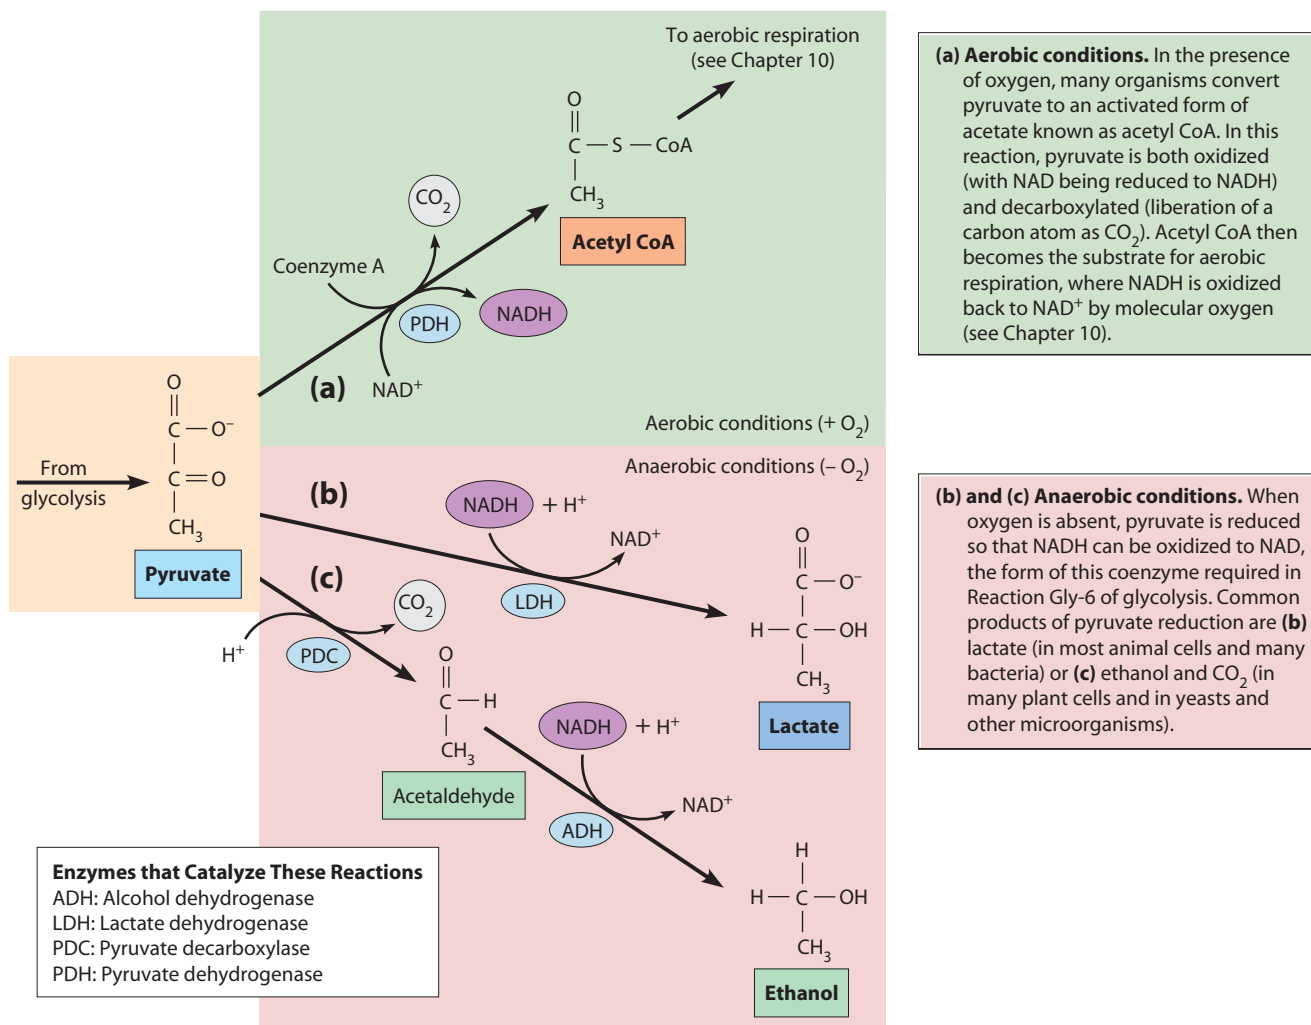 To aerobic respiration
(see Chapter 10)
O
C — S — CoA
CH3
Acetyl CoA
CO2
Coenzyme A
PDH
NADH
NAD+
(a)
Aerobic conditions (+ O2)
From
glycolysis
O
C — O–
C = O
CH3
Pyruvate
Anaerobic conditions (– O2)
(b)
NADH + H+
NAD+
LDH
O
C — O–
H — C — OH
CH3
Lactate
(c)
H+
CO2
PDC
O
C — H
CH3
Acetaldehyde
NADH + H+
NAD+
ADH
H
H — C — OH
CH3
Ethanol
Enzymes that Catalyze These Reactions
ADH: Alcohol dehydrogenase
LDH: Lactate dehydrogenase
PDC: Pyruvate decarboxylase
PDH: Pyruvate dehydrogenase
(a) Aerobic conditions. In the presence
of oxygen, many organisms convert
pyruvate to an activated form of
acetate known as acetyl CoA. In this
reaction, pyruvate is both oxidized
(with NAD being reduced to NADH)
and decarboxylated (liberation of a
carbon atom as CO2). Acetyl CoA then
becomes the substrate for aerobic
respiration, where NADH is oxidized
back to NAD+ by molecular oxygen
(see Chapter 10).
(b) and (c) Anaerobic conditions. When
oxygen is absent, pyruvate is reduced
so that NADH can be oxidized to NAD,
the form of this coenzyme required in
Reaction Gly-6 of glycolysis. Common
products of pyruvate reduction are (b)
lactate (in most animal cells and many
bacteria) or (c) ethanol and CO2 (in
many plant cells and in yeasts and
other microorganisms).